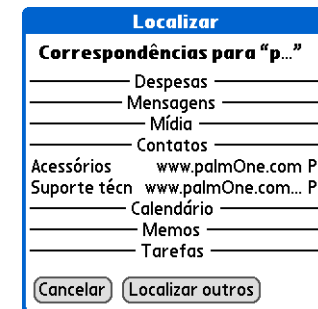 Localizar
Correspondências para “p...”
Despesas
Mensagens
Mídia
Contatos
Acessórios www.palmOne.com P
Suporte técn www.palmOne.com... P
Calendário
Memos
Tarefas
Cancelar Localizar outros